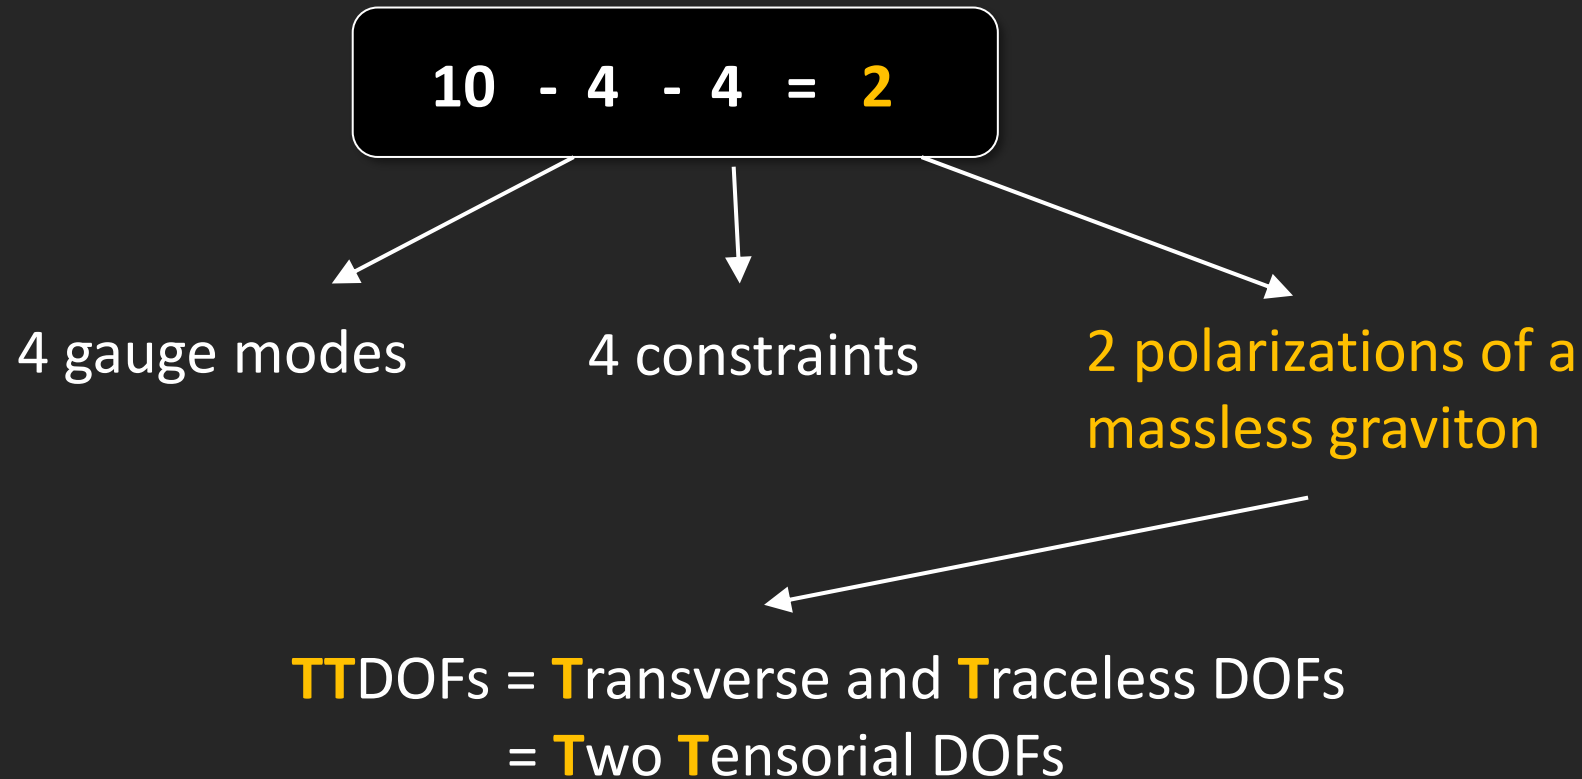 10 - 4 - 4 = 2
4 gauge modes
4 constraints
2 polarizations of a
massless graviton
TTDOFs = Transverse and Traceless DOFs
= Two Tensorial DOFs